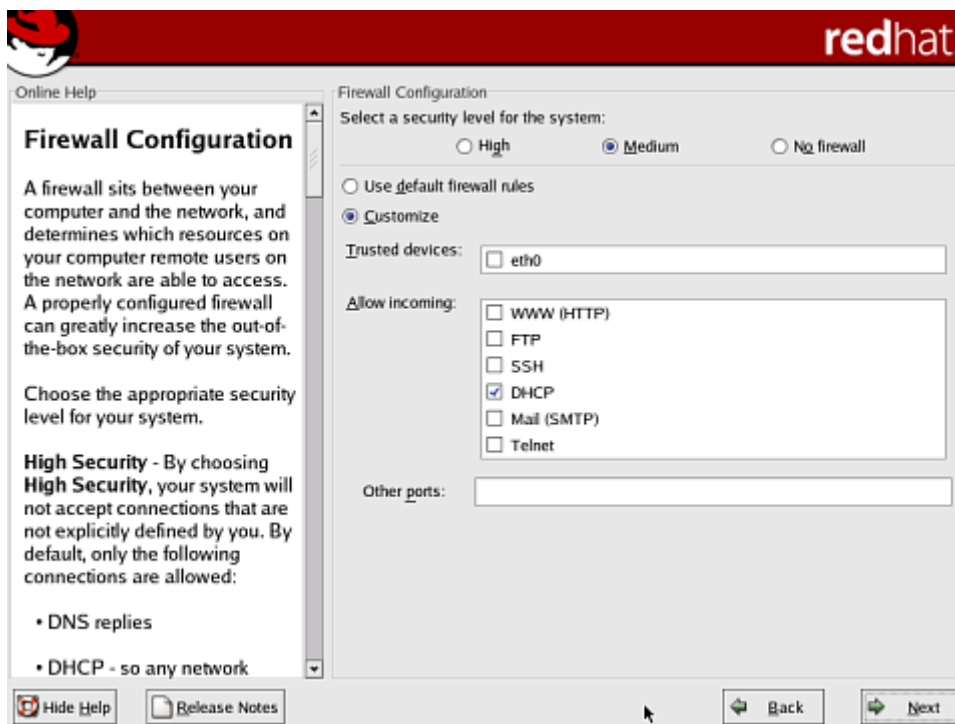 redhat
Online Help
Firewall Configuration
A firewall sits between your
computer and the network, and
determines which resources on
your computer remote users on
the network are able to access.
A properly configured firewall
can greatly increase the out-of-
the-box security of your system.
Choose the appropriate security
level for your system.
High Security - By choosing
High Security, your system will
not accept connections that are
not explicitly defined by you. By
default, only the following
connections are allowed:
• DNS replies
• DHCP - so any network
Firewall Configuration
Select a security level for the system:
High Medium No firewall
Use default firewall rules
Customize
Trusted devices: eth0
Allow incoming: WWW (HTTP)
FTP
SSH
DHCP
Mail (SMTP)
Telnet
Other ports:
Hide Help Release Notes Back Next